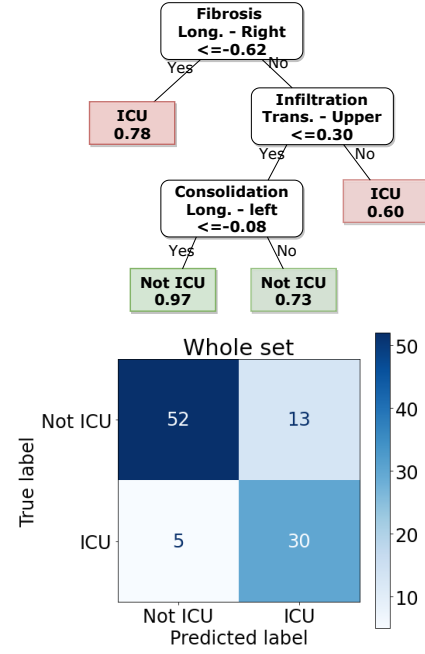 Fibrosis
Long. - Right
<=-0.62
Yes
No
ICU
0.78
Infiltration
Trans. - Upper
<=0.30
Yes
No
Consolidation
Long. - left
<=-0.08
ICU
0.60
Yes
No
Not ICU
0.97
Not ICU
0.73
Whole set
True label
Not ICU
52
13
ICU
5
30
Not ICU
ICU
Predicted label
50
40
30
20
10